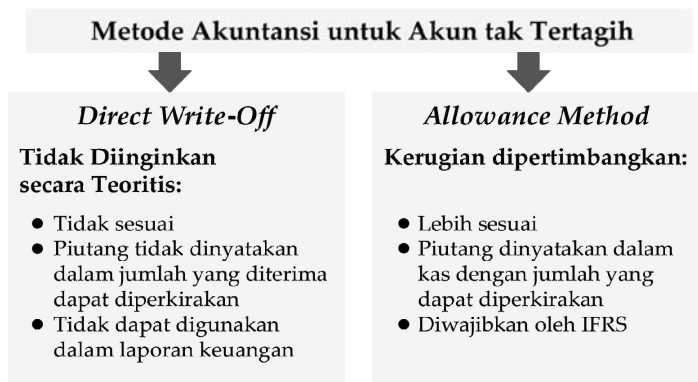 Metode Akuntansi untuk Akun tak Tertagih
Direct Write-Off
Tidak Diinginkan
secara Teoritis:
● Tidak sesuai
● Piutang tidak dinyatakan
dalam jumlah yang diterima
dapat diperkirakan
● Tidak dapat digunakan
dalam laporan keuangan
Allowance Method
Kerugian dipertimbangkan:
● Lebih sesuai
● Piutang dinyatakan dalam
kas dengan jumlah yang
dapat diperkirakan
● Diwajibkan oleh IFRS